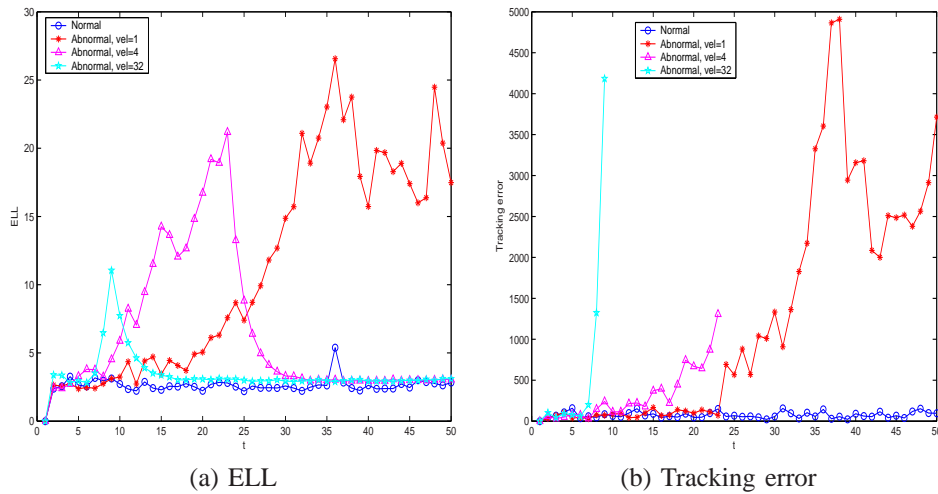 30
25
20
15
10
5
0
ELL
Normal
Abnormal, vel=1
Abnormal, vel=4
Abnormal, vel=32
0 5 10 15 20 25 30 35 40 45 50
t
(a) ELL
5000
4500
4000
3500
3000
2500
2000
1500
1000
500
0
Tracking error
Normal
Abnormal, vel=1
Abnormal, vel=4
Abnormal, vel=32
0 5 10 15 20 25 30 35 40 45 50
t
(b) Tracking error